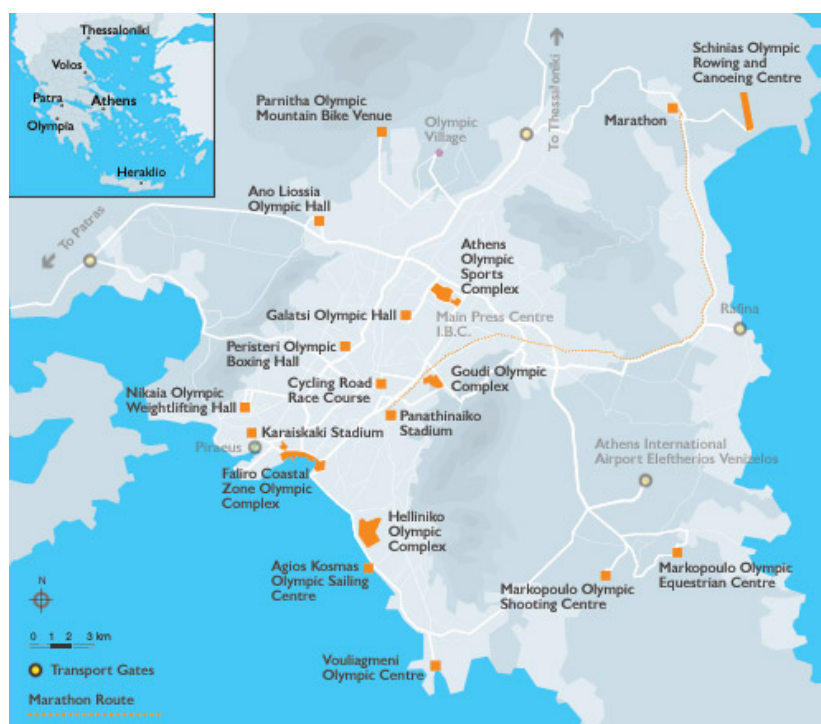 Thessaloniki
Volos
Patra
Athens
Olympia
Heraklio
To Thessaloniki
Schinias Olympic
Rowing and
Canoeing Centre
Parnitha Olympic
Mountain Bike Venue
Olympic
Village
Marathon
Ano Liossia
Olympic Hall
To Patras
Athens
Olympic
Sports
Complex
Galatsi Olympic Hall
Main Press Centre
I.B.C.
Rafina
Peristeri Olympic
Boxing Hall
Cycling Road
Race Course
Goudi Olympic
Complex
Nikaia Olympic
Weightlifting Hall
Panathinaiko
Stadium
Karaiskaki Stadium
Piraeus
Athens International
Airport Eleftherios Venizelos
Faliro Coastal
Zone Olympic
Complex
Helliniko
Olympic
Complex
Agios Kosmas
Olympic Sailing
Centre
Markopoulo Olympic
Equestrian Centre
Markopoulo Olympic
Shooting Centre
N
0 1 2 3 km
Vouliagmeni
Olympic Centre
Transport Gates
Marathon Route